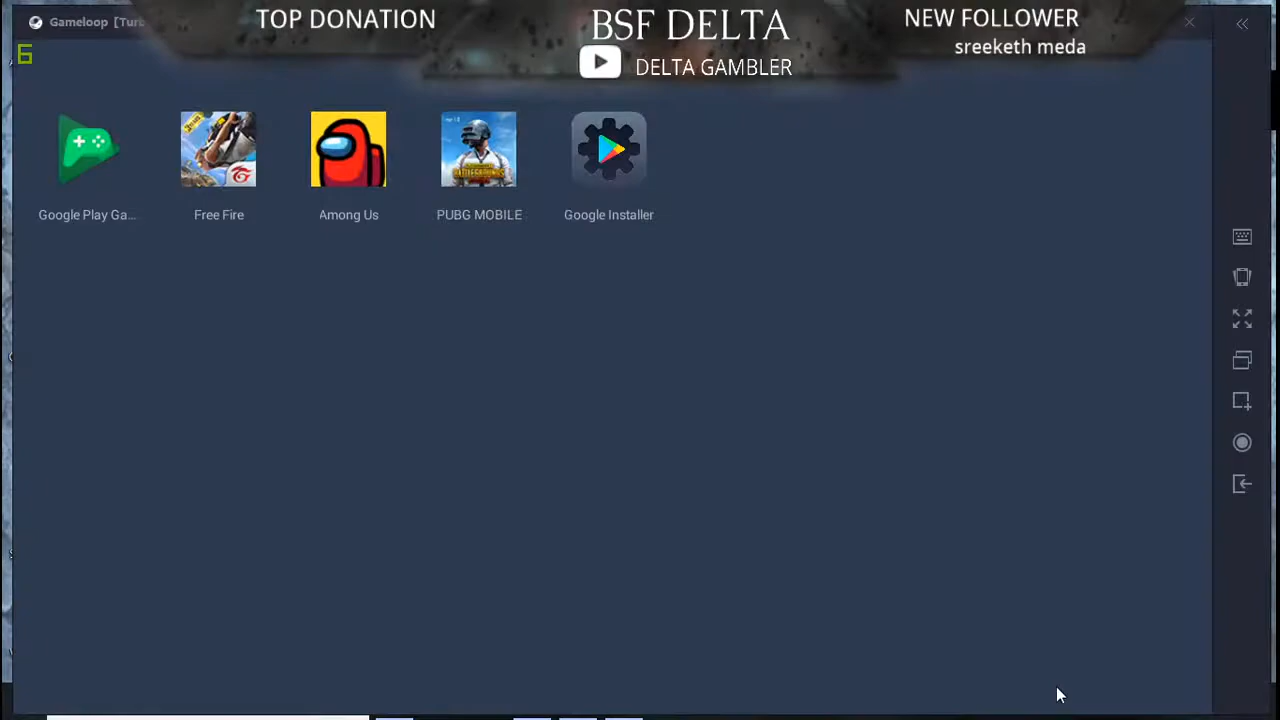 Gameloop [Turb
TOP DONATION
BSF DELTA
DELTA GAMBLER
NEW FOLLOWER
sreeketh meda
6
Google Play Ga...
Free Fire
Among Us
PUBG MOBILE
Google Installer